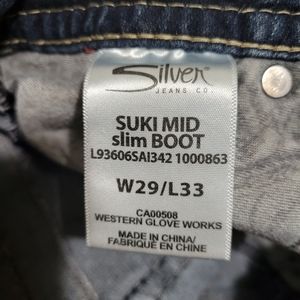 Silver
JEANS CO.
SUKI MID
slim BOOT
L93606SAI342 1000863
W29/L33
CA00508
WESTERN GLOVE WORKS
MADE IN CHINA/
FABRIQUÉ EN CHINE